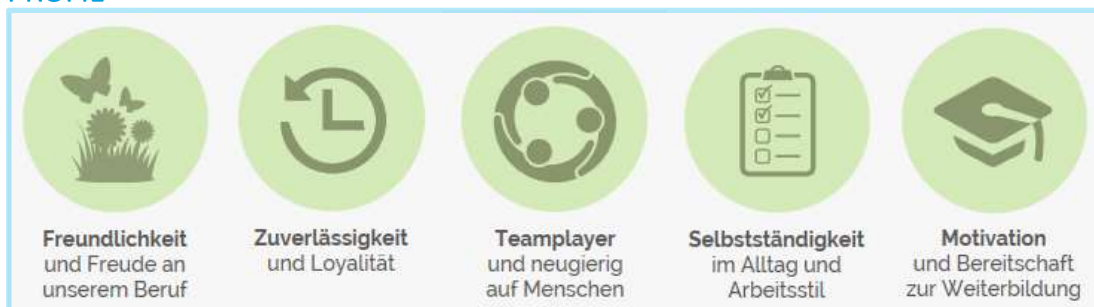 Freundlichkeit
und Freude an
unserem Beruf
Zuverlässigkeit
und Loyalität
Teamplayer
und neugierig
auf Menschen
Selbstständigkeit
im Alltag und
Arbeitsstil
Motivation
und Bereitschaft
zur Weiterbildung